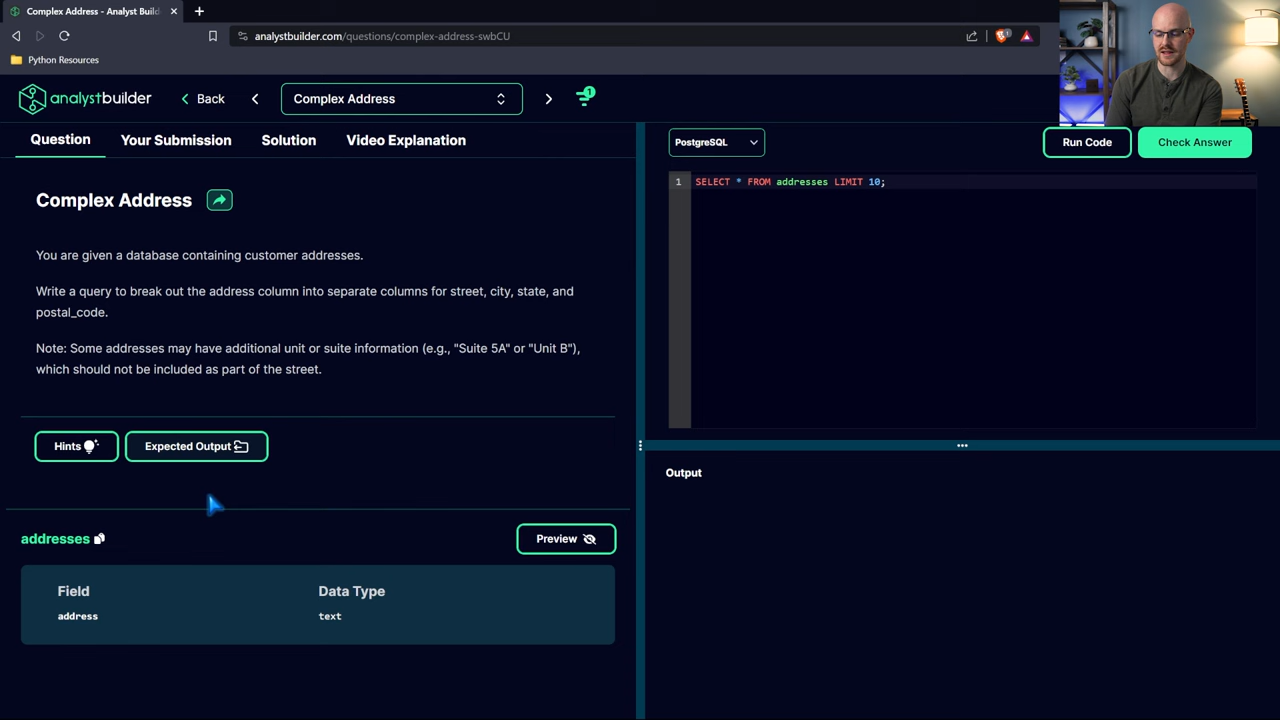 Complex Address - Analyst Build
analystbuilder.com/questions/complex-address-swbCU
1
Python Resources
analystbuilder
Back
Complex Address
1
Question
Your Submission
Solution
Video Explanation
PostgreSQL
Run Code
Check Answer
1 SELECT * FROM addresses LIMIT 10;
Complex Address
You are given a database containing customer addresses.
Write a query to break out the address column into separate columns for street, city, state, and
postal_code.
Note: Some addresses may have additional unit or suite information (e.g., "Suite 5A" or "Unit B"),
which should not be included as part of the street.
Hints
Expected Output
Output
addresses
Preview
Field Data Type
address text